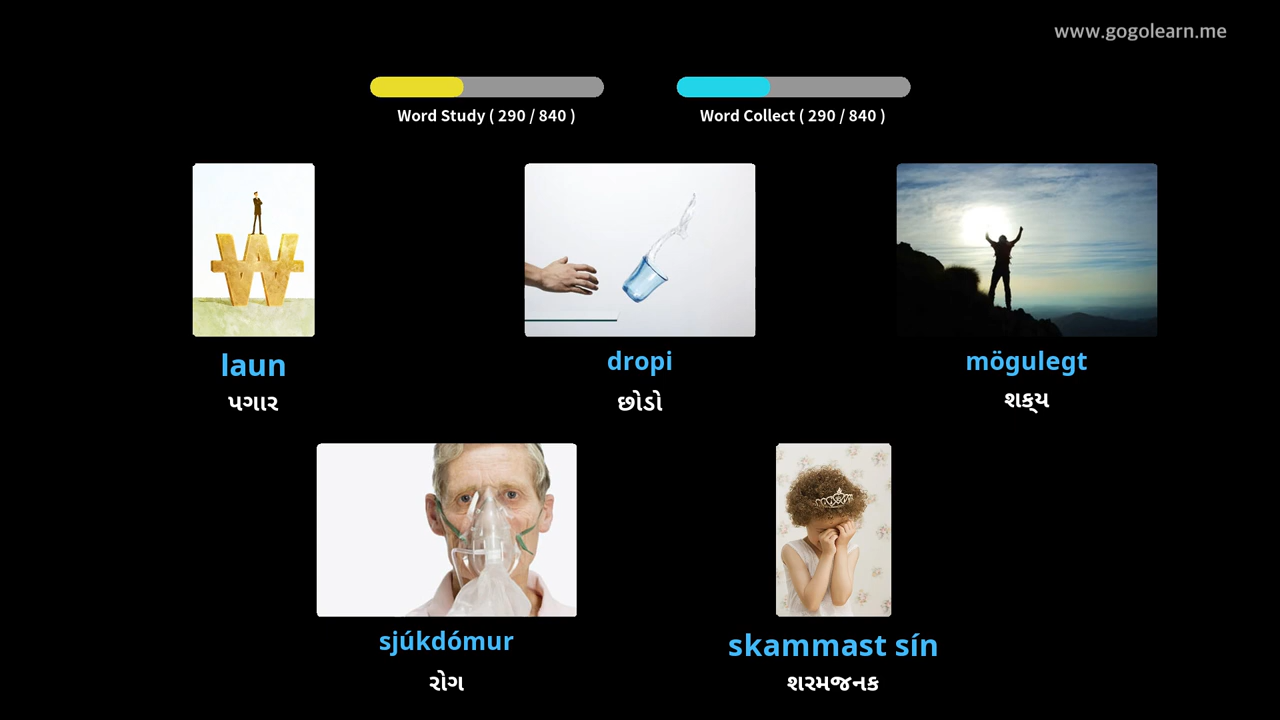 www.gogolearn.me
Word Study ( 290 / 840 )
Word Collect ( 290 / 840 )
laun
પગાર
dropi
છોડો
mögulegt
શક્ય
sjúkdómur
રોગ
skammast sín
શરમજનક